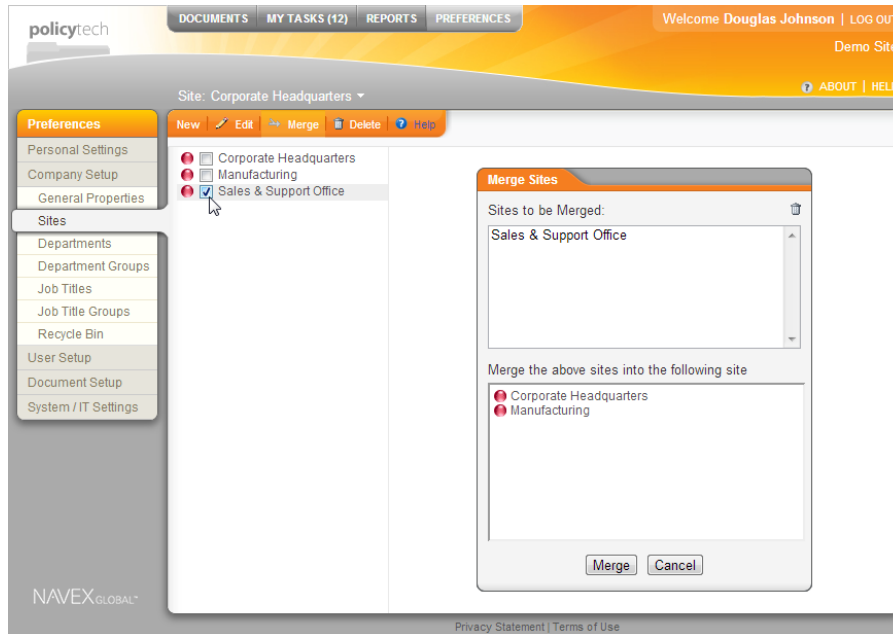 policytech
DOCUMENTS MY TASKS (12) REPORTS PREFERENCES
Welcome Douglas Johnson | LOG OUT
Demo Site
ABOUT | HELP
Site: Corporate Headquarters
Preferences
Personal Settings
Company Setup
General Properties
Sites
Departments
Department Groups
Job Titles
Job Title Groups
Recycle Bin
User Setup
Document Setup
System / IT Settings
New Edit Merge Delete Help
Corporate Headquarters
Manufacturing
Sales & Support Office
Merge Sites
Sites to be Merged:
Sales & Support Office
Merge the above sites into the following site
Corporate Headquarters
Manufacturing
Merge Cancel
NAVEX GLOBAL™
Privacy Statement | Terms of Use